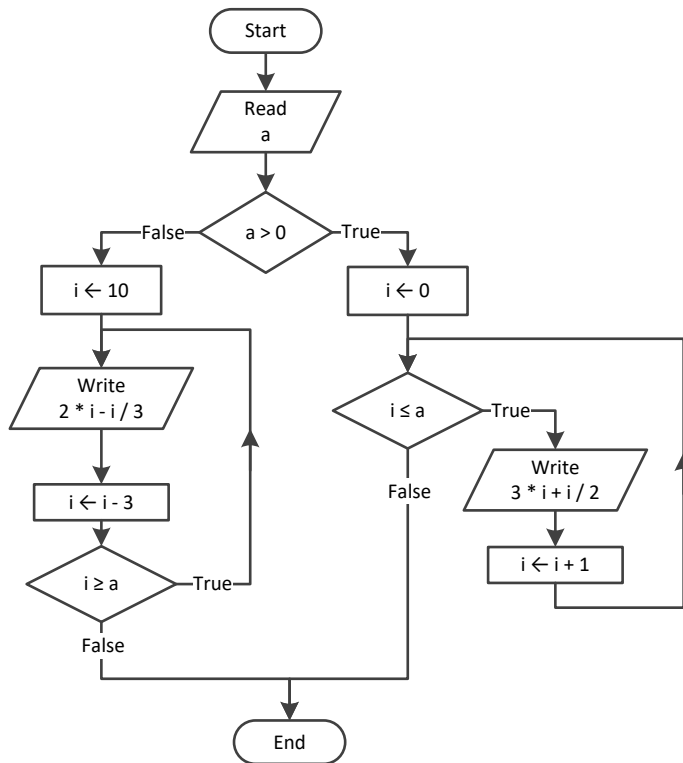 Start
Read
a
a > 0
False
True
i ← 10
i ← 0
Write
2 * i - i / 3
i ≤ a
True
Write
3 * i + i / 2
False
i ← i - 3
i ← i + 1
i ≥ a
True
False
End